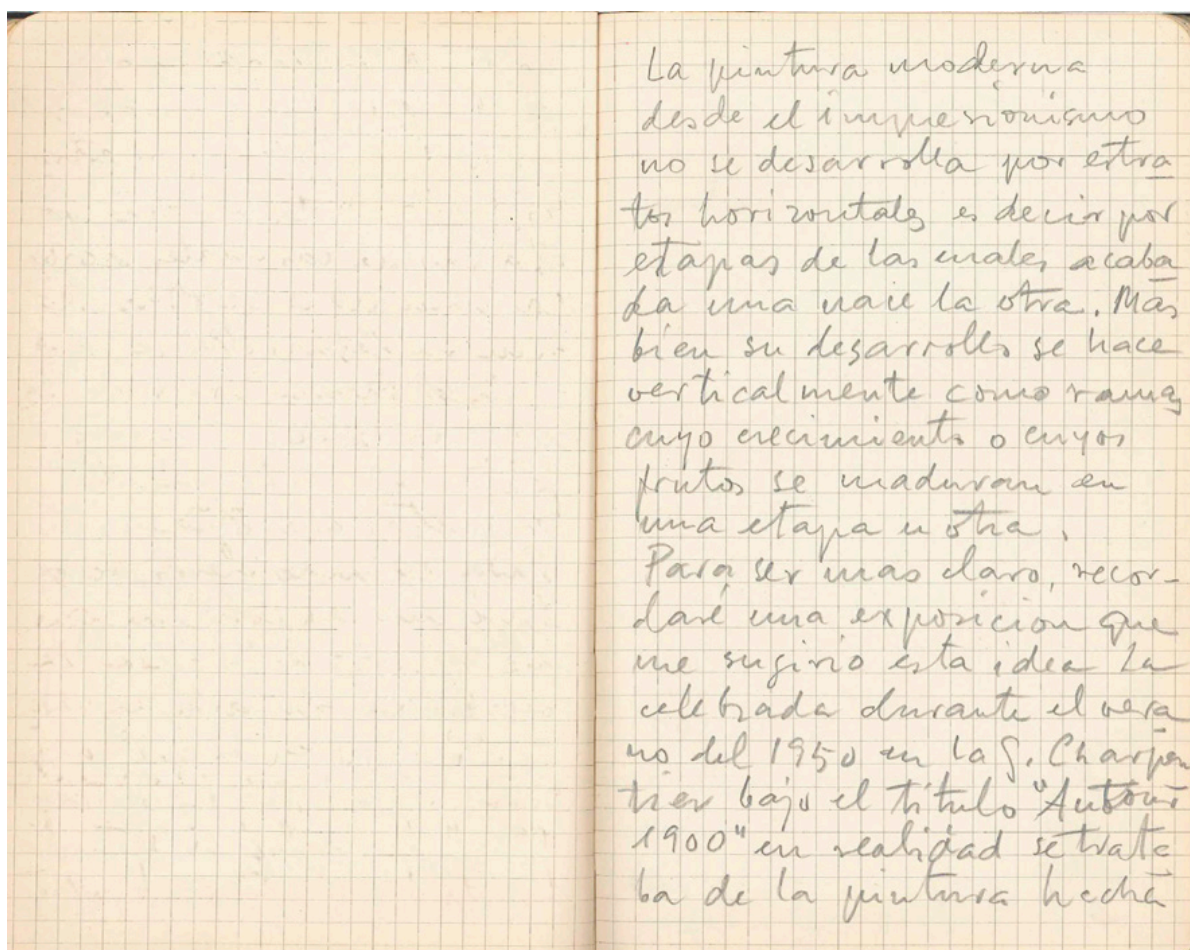 La pintura moderna
desde el impresionismo
no se desarrolla por estra
tos horizontales es decir por
etapas de las cuales acaba
da una nace la otra. Mas
bien su desarrollo se hace
verticalmente como ramas
cuyo crecimiento o cuyos
frutos se maduran en
una etapa u otra.
Para ser mas claro, recor-
daré una exposición que
me sugirio esta idea La
celebrada durante el vera
no del 1950 en la G. Charpen
tier bajo el título "Autour
1900" en realidad se trata
ba de la pintura hecha